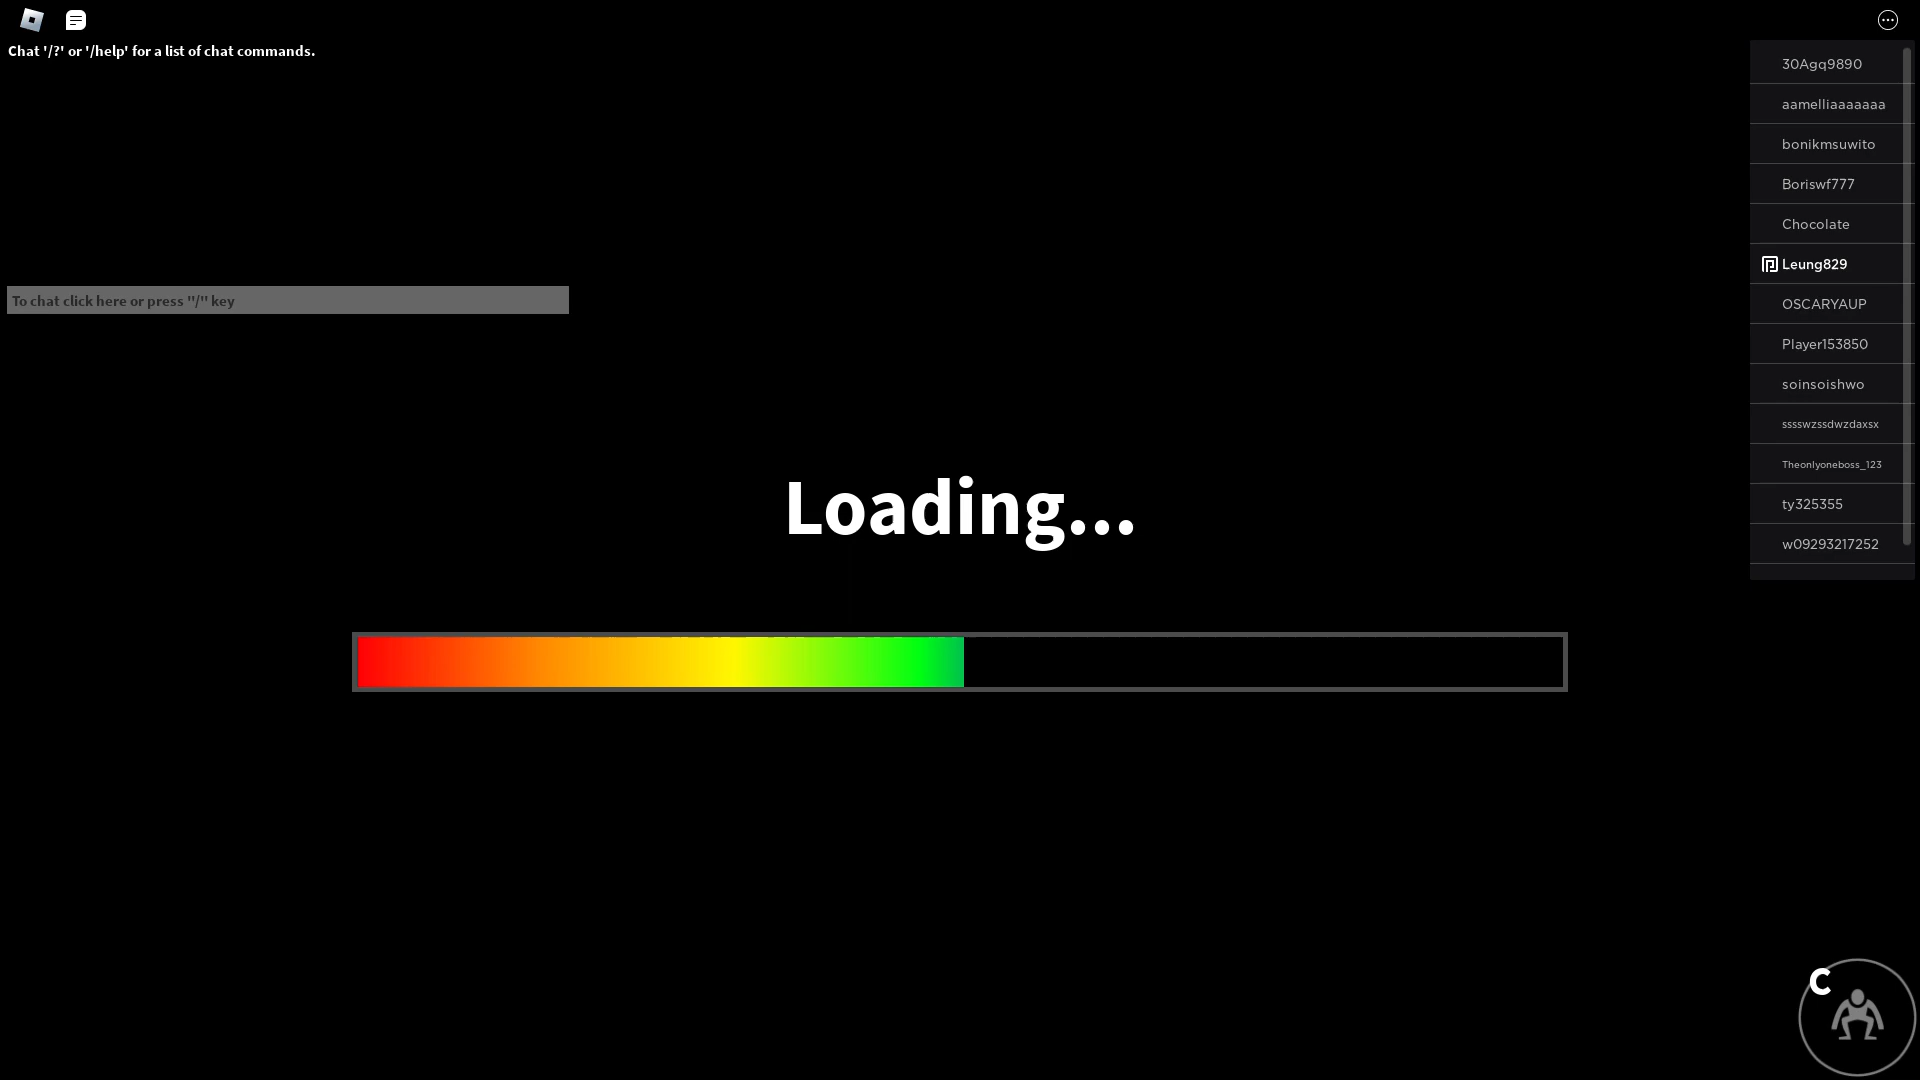 Chat '/?' or '/help' for a list of chat commands.
30Agq9890
aamelliaaaaaaa
bonikmsuwito
Boriswf777
Chocolate
To chat click here or press "/" key
Leung829
OSCARYAUP
Player153850
soinsoishwo
sssswzssdwzdaxsx
Theonlyoneboss_123
Loading...
ty325355
w09293217252
C